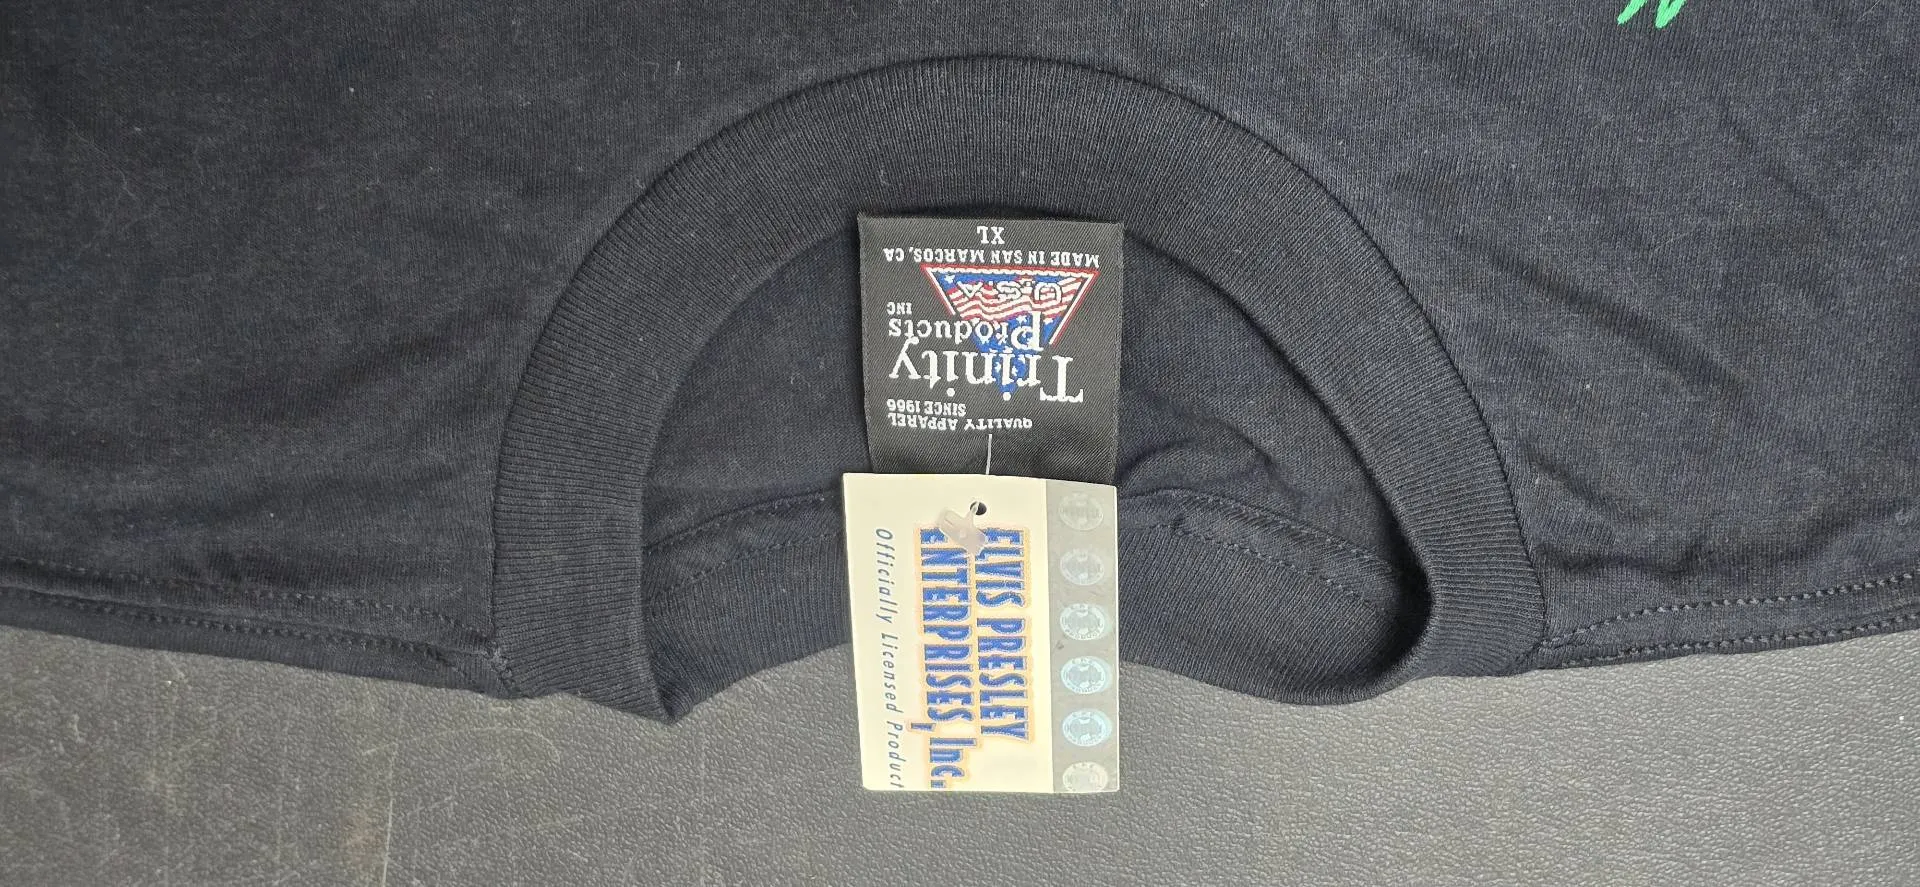 QUALITY APPAREL
SINCE 1966
Trinity
Products
INC
U.S.A
MADE IN SAN MARCOS, CA
XL
ELVIS PRESLEY
ENTERPRISES, Inc.
Officially Licensed Product